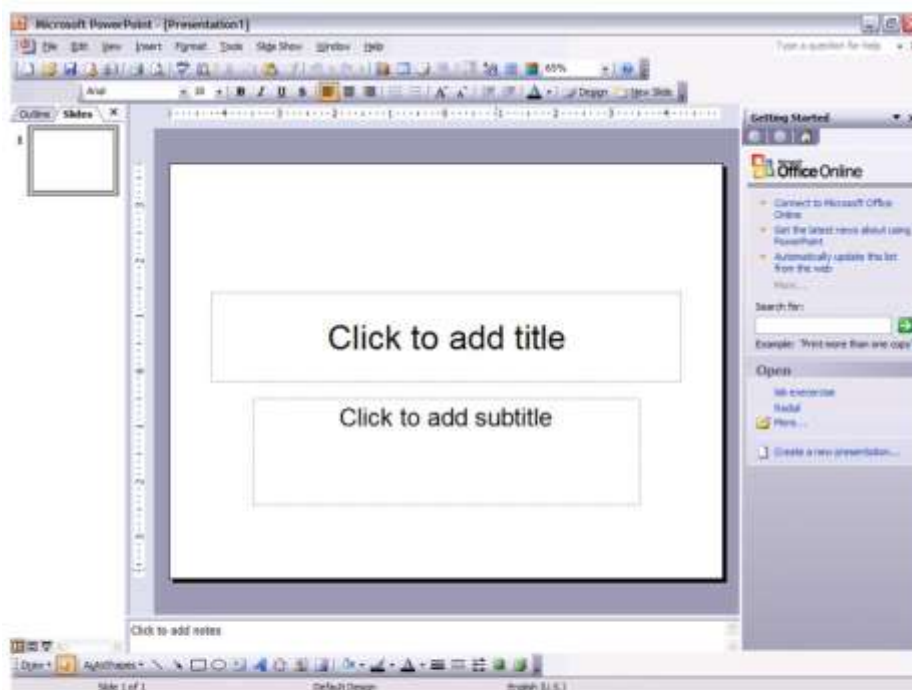 Microsoft PowerPoint - [Presentation1]
File Edit View Insert Format Tools Slide Show Window Help
Type a question for help
65%
Arial
Design New Slide
Outline Slides
Getting Started
1
Office Online
Connect to Microsoft Office
Online
Get the latest news about using
PowerPoint
Automatically update this list
from the web
More...
Search for:
Example: "Print more than one copy"
Open
Radial
More...
Create a new presentation...
Click to add title
Click to add subtitle
Click to add notes
Draw AutoShapes
Slide 1 of 1 Default Design English (U.S.)